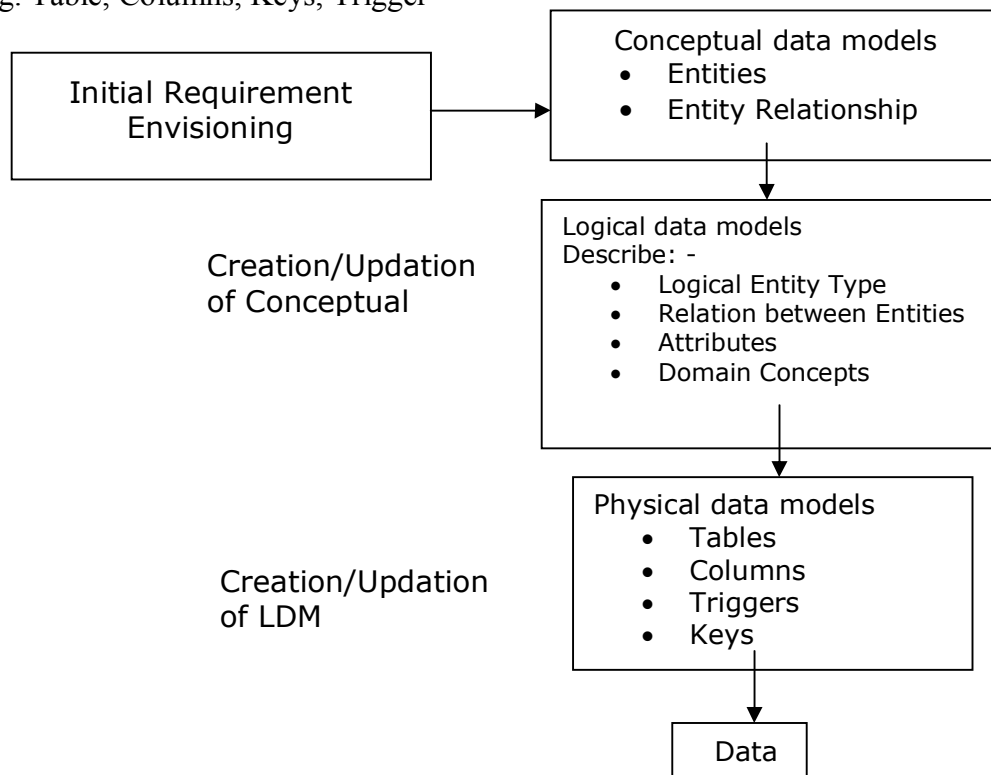 g. Table, Columns, Keys, Trigger
Initial Requirement
Envisioning
Conceptual data models
• Entities
• Entity Relationship
Creation/Updation
of Conceptual
Logical data models
Describe: -
• Logical Entity Type
• Relation between Entities
• Attributes
• Domain Concepts
Creation/Updation
of LDM
Physical data models
• Tables
• Columns
• Triggers
• Keys
Data